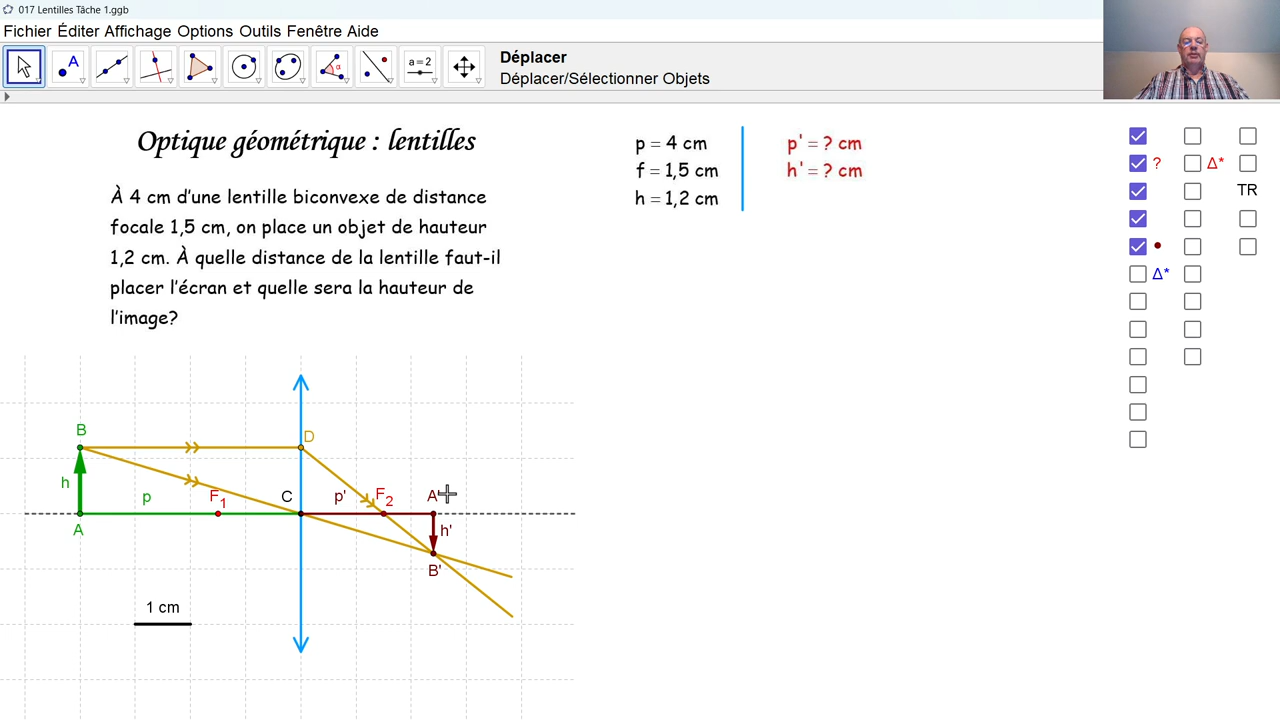 017 Lentilles Tâche 1.ggb
Fichier Éditer Affichage Options Outils Fenêtre Aide
A
α
a = 2
Déplacer
Déplacer/Sélectionner Objets
Optique géométrique : lentilles
À 4 cm d'une lentille biconvexe de distance
focale 1,5 cm, on place un objet de hauteur
1,2 cm. À quelle distance de la lentille faut-il
placer l'écran et quelle sera la hauteur de
l'image?
p = 4 cm
f = 1,5 cm
h = 1,2 cm
p' = ? cm
h' = ? cm
?
Δ*
TR
Δ*
B
D
h
p
F1
C
p'
F2
A'
A
h'
B'
1 cm